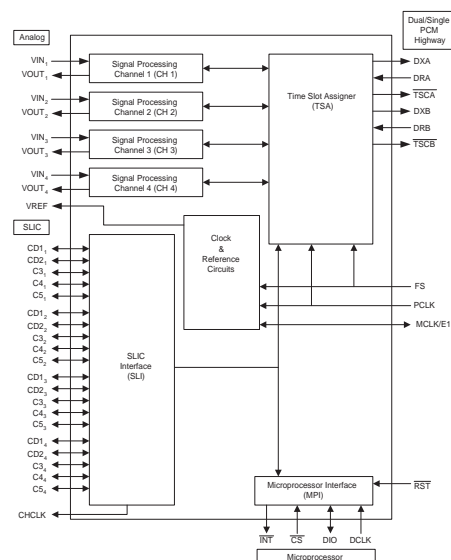 Dual/Single
PCM
Highway
Analog
VIN₁
VOUT₁
Signal Processing
Channel 1 (CH 1)
VIN₂
VOUT₂
Signal Processing
Channel 2 (CH 2)
VIN₃
VOUT₃
Signal Processing
Channel 3 (CH 3)
VIN₄
VOUT₄
Signal Processing
Channel 4 (CH 4)
VREF
Time Slot Assigner
(TSA)
DXA
DRA
TSCA
DXB
DRB
TSCB
Clock
&
Reference
Circuits
FS
PCLK
MCLK/E1
SLIC
CD1₁
CD2₁
C3₁
C4₁
C5₁
CD1₂
CD2₂
C3₂
C4₂
C5₂
CD1₃
CD2₃
C3₃
C4₃
C5₃
CD1₄
CD2₄
C3₄
C4₄
C5₄
CHCLK
SLIC
Interface
(SLI)
Microprocessor Interface
(MPI)
RST
INT
CS
DIO
DCLK
Microprocessor